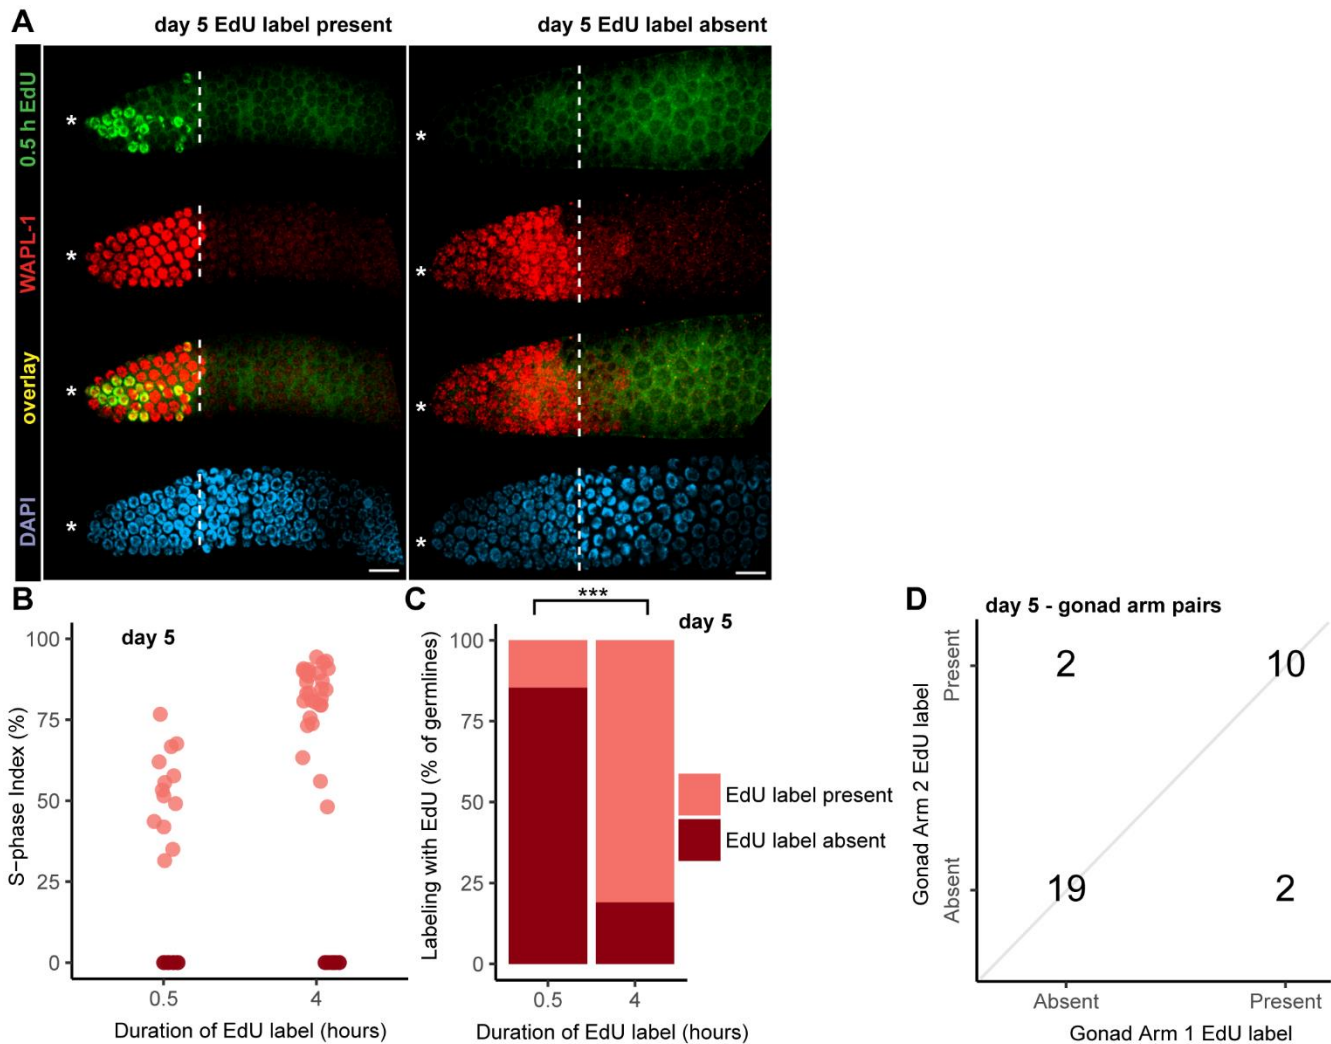 A
day 5 EdU label present
day 5 EdU label absent
0.5 h EdU
*
*
WAPL-1
*
*
overlay
*
*
DAPI
*
*
B
day 5
100
75
50
25
0
S−phase Index (%)
0.5
4
Duration of EdU label (hours)
C
***
day 5
100
75
50
25
0
Labeling with EdU (% of germlines)
0.5
4
Duration of EdU label (hours)
EdU label present
EdU label absent
D
day 5 - gonad arm pairs
Gonad Arm 2 EdU label
Present
Absent
2
10
19
2
Absent
Present
Gonad Arm 1 EdU label